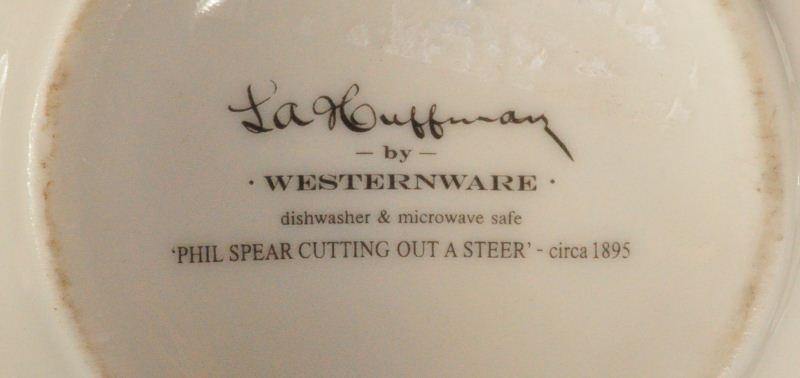 LA Huffman
– by –
· WESTERNWARE ·
dishwasher & microwave safe
'PHIL SPEAR CUTTING OUT A STEER' - circa 1895